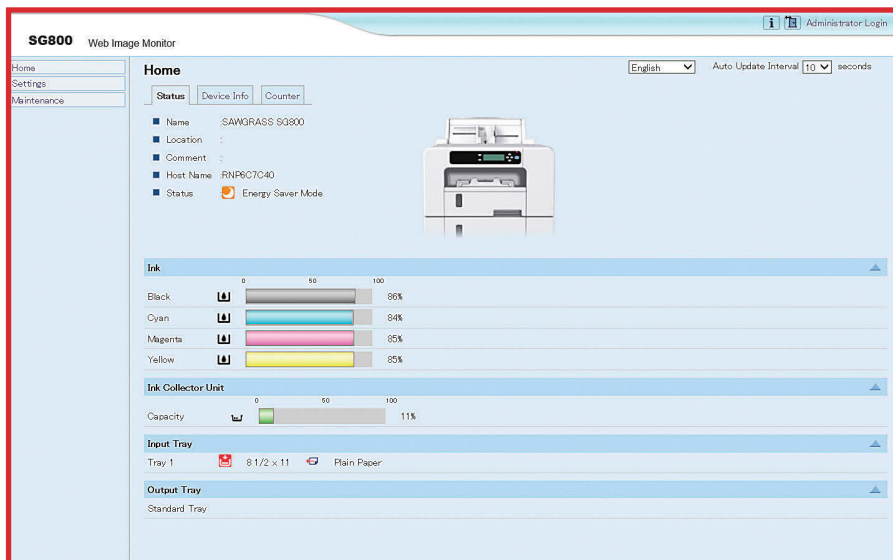 Administrator Login
SG800 Web Image Monitor
Home
Settings
Maintenance
Home
English Auto Update Interval 10 seconds
Status Device Info Counter
Name :SAWGRASS SG800
Location :
Comment :
Host Name :RNP6C7C40
Status Energy Saver Mode
Ink
0 50 100
Black 86%
Cyan 84%
Magenta 85%
Yellow 85%
Ink Collector Unit
0 50 100
Capacity 11%
Input Tray
Tray 1 8 1/2 × 11 Plain Paper
Output Tray
Standard Tray